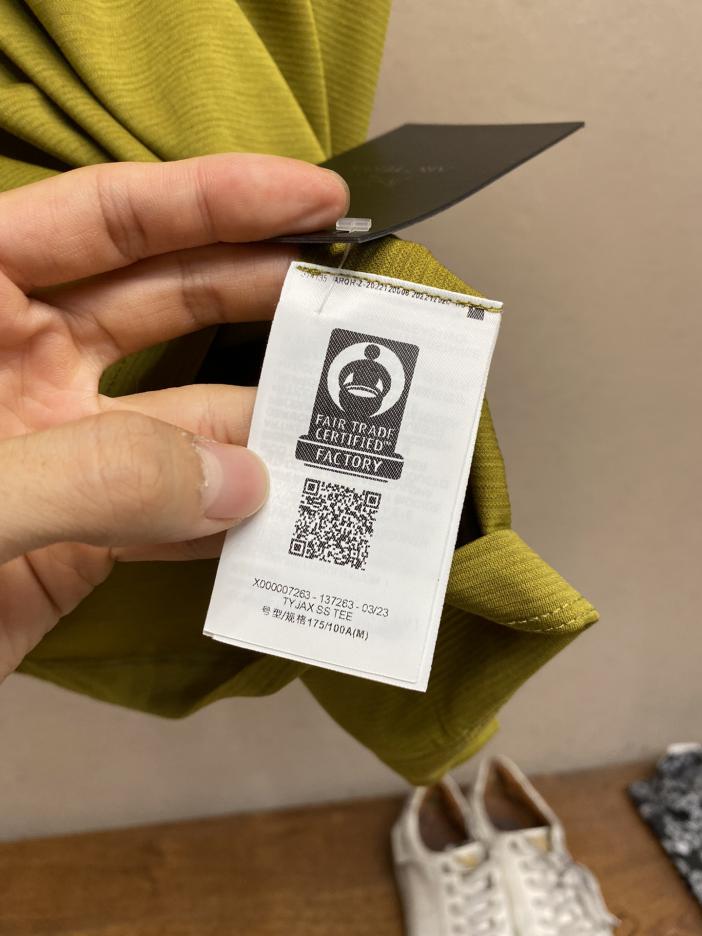 FAIR TRADE
CERTIFIED™
FACTORY
X000007263 - 137263 - 03/23
TYJAX SS TEE
号型/规格175/100A(M)